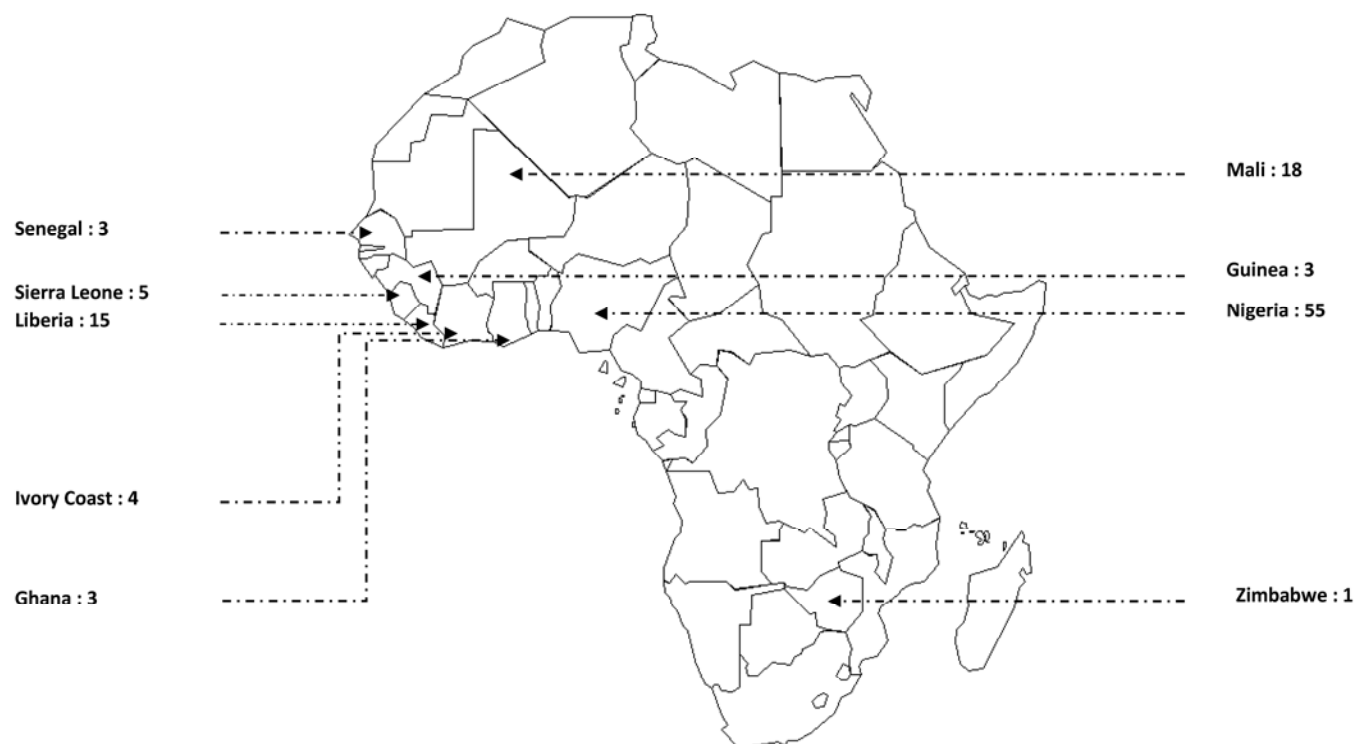 Mali : 18
Senegal : 3
Guinea : 3
Sierra Leone : 5
Nigeria : 55
Liberia : 15
Ivory Coast : 4
Zimbabwe : 1
Ghana : 3